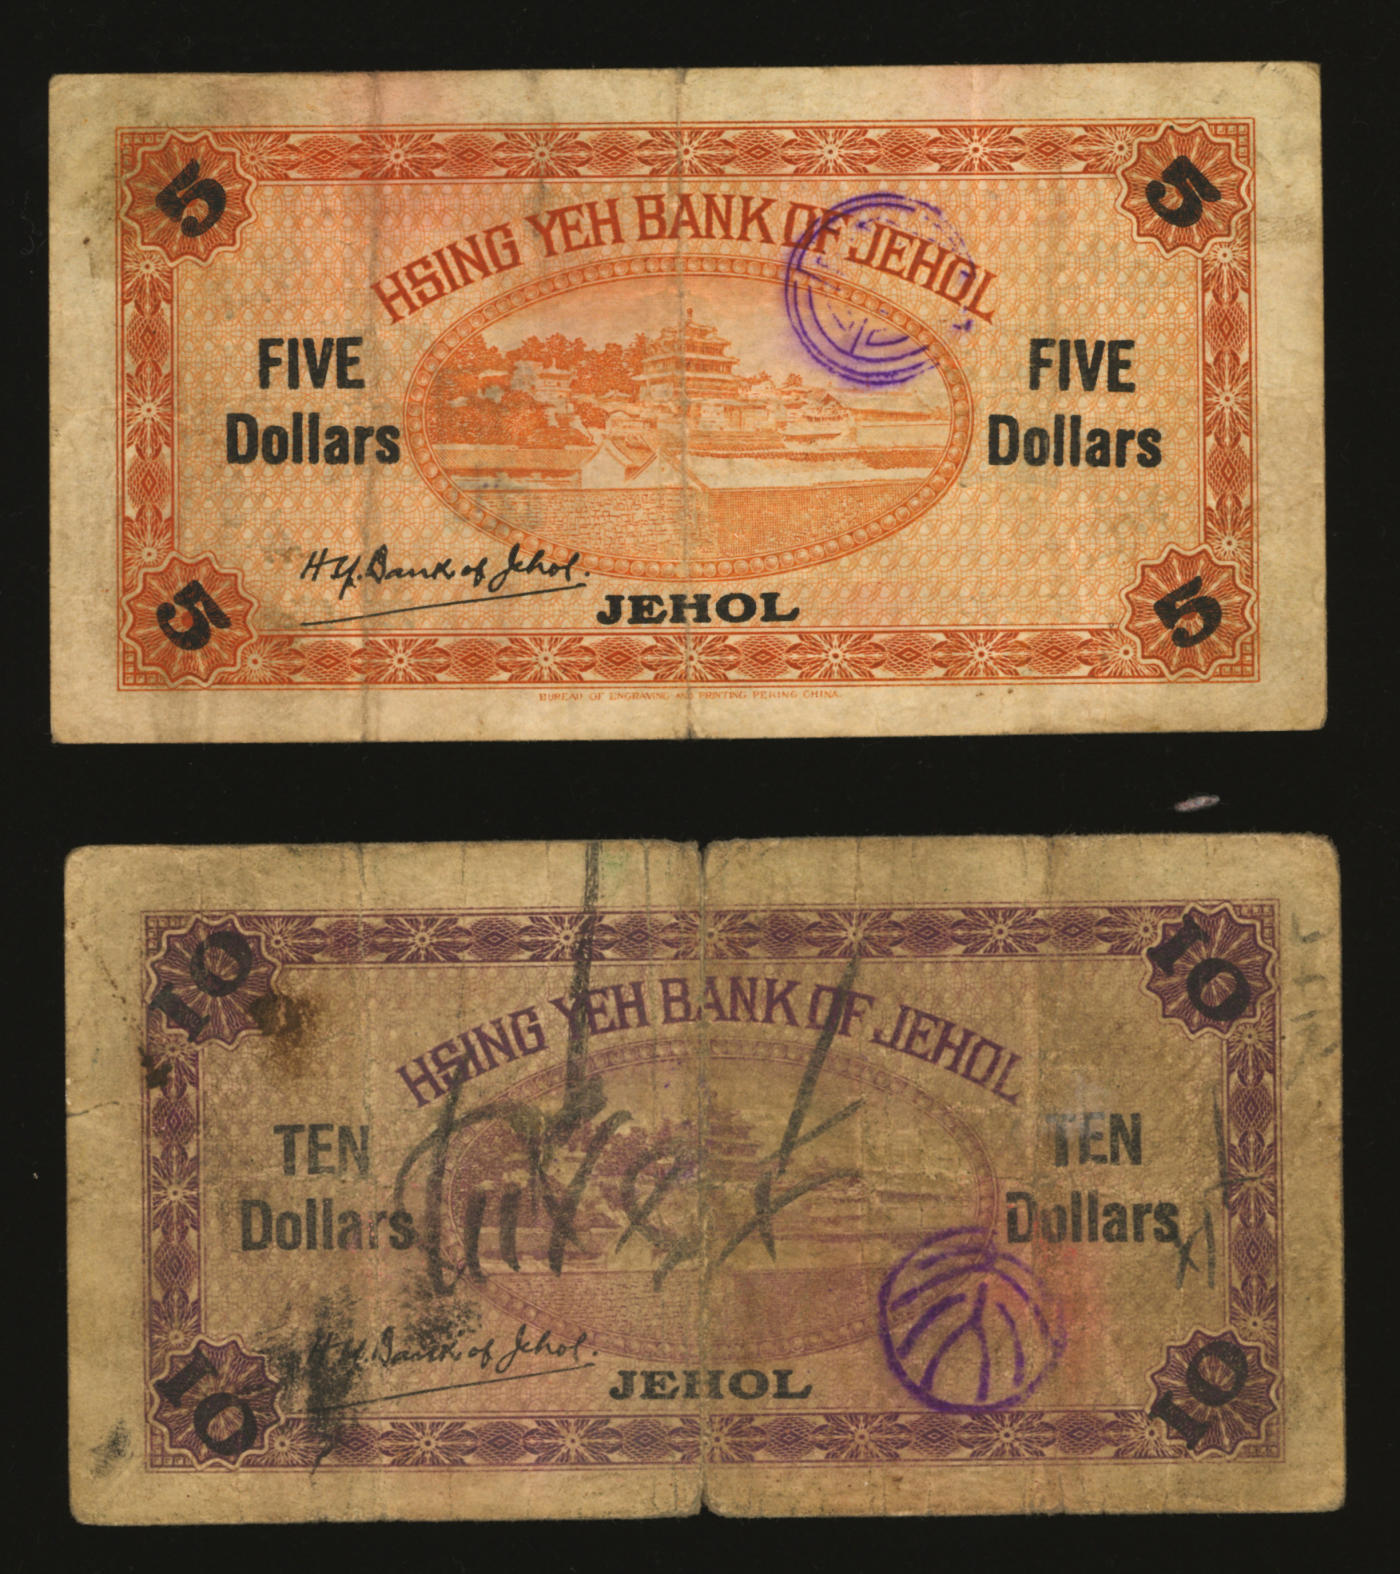 5 5
HSING YEH BANK OF JEHOL
FIVE FIVE
Dollars Dollars
H.Y. Bank of Jehol.
JEHOL
5 5
BUREAU OF ENGRAVING AND PRINTING PEKING CHINA
10 10
HSING YEH BANK OF JEHOL
TEN TEN
Dollars Dollars
H.Y. Bank of Jehol.
JEHOL
10 10